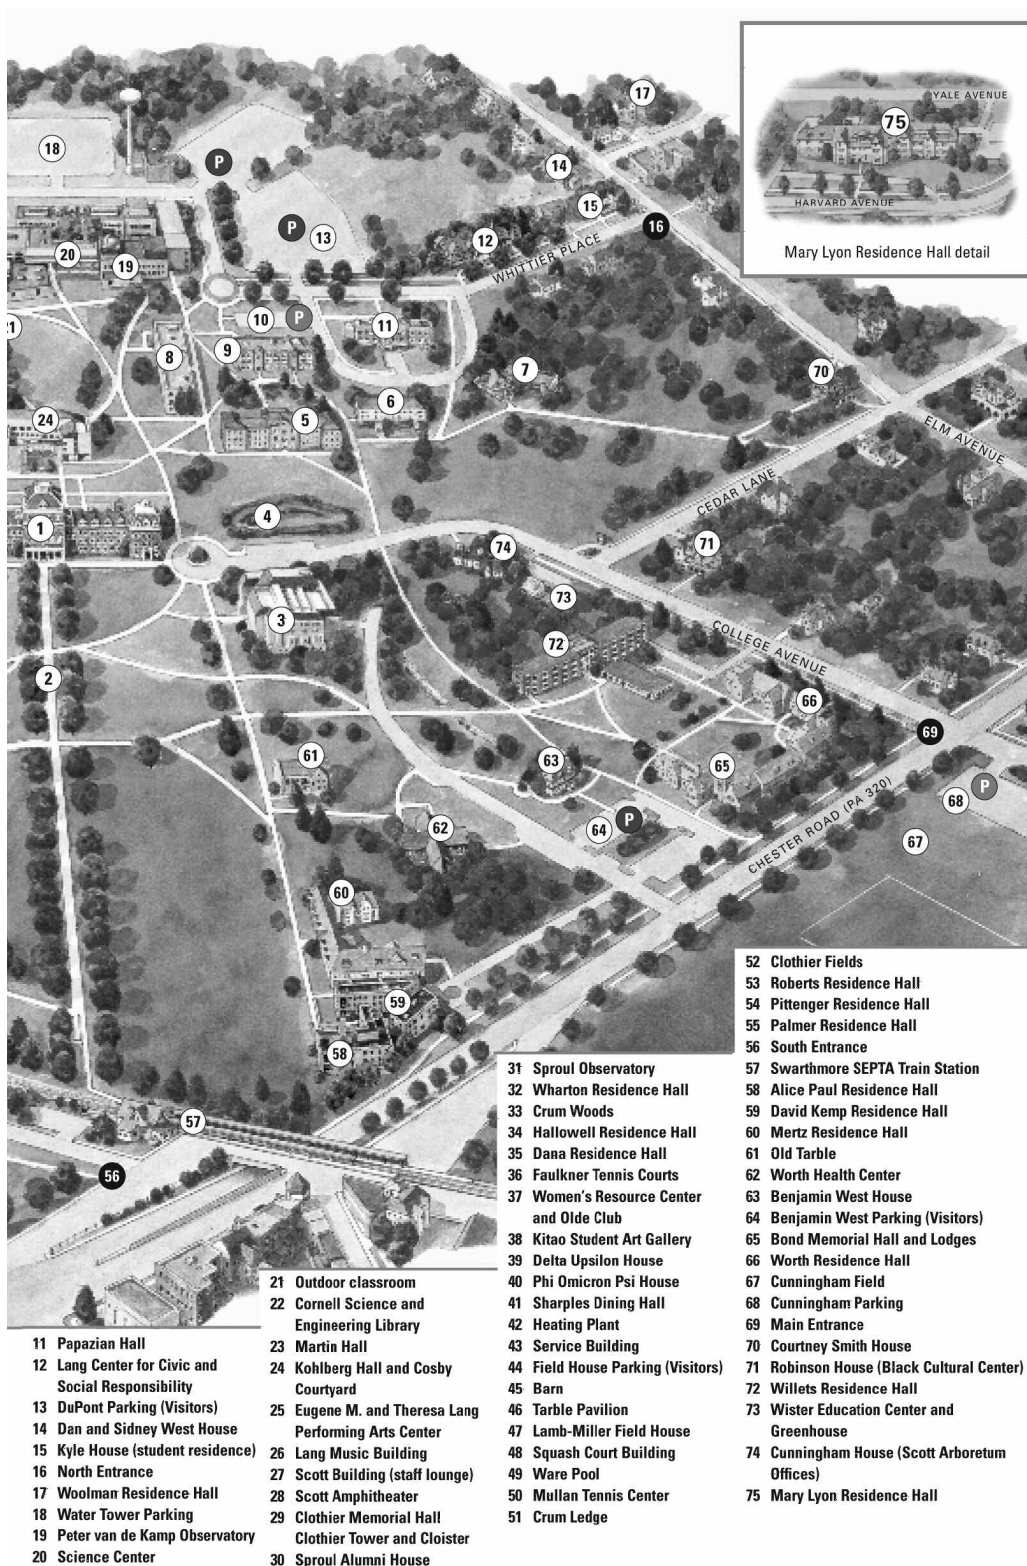 17
YALE AVENUE
75
18
P
14
HARVARD AVENUE
15
P
13
12
16
Mary Lyon Residence Hall detail
20
19
WHITTIER PLACE
10
P
21
11
8
9
7
70
6
24
5
ELM AVENUE
CEDAR LANE
4
1
74
71
73
3
COLLEGE AVENUE
72
2
66
69
61
63
65
P
68
64
P
62
CHESTER ROAD (PA 320)
67
60
59
58
57
56
11 Papazian Hall
12 Lang Center for Civic and
Social Responsibility
13 DuPont Parking (Visitors)
14 Dan and Sidney West House
15 Kyle House (student residence)
16 North Entrance
17 Woolman Residence Hall
18 Water Tower Parking
19 Peter van de Kamp Observatory
20 Science Center
21 Outdoor classroom
22 Cornell Science and
Engineering Library
23 Martin Hall
24 Kohlberg Hall and Cosby
Courtyard
25 Eugene M. and Theresa Lang
Performing Arts Center
26 Lang Music Building
27 Scott Building (staff lounge)
28 Scott Amphitheater
29 Clothier Memorial Hall
Clothier Tower and Cloister
30 Sproul Alumni House
31 Sproul Observatory
32 Wharton Residence Hall
33 Crum Woods
34 Hallowell Residence Hall
35 Dana Residence Hall
36 Faulkner Tennis Courts
37 Women's Resource Center
and Olde Club
38 Kitao Student Art Gallery
39 Delta Upsilon House
40 Phi Omicron Psi House
41 Sharples Dining Hall
42 Heating Plant
43 Service Building
44 Field House Parking (Visitors)
45 Barn
46 Tarble Pavilion
47 Lamb-Miller Field House
48 Squash Court Building
49 Ware Pool
50 Mullan Tennis Center
51 Crum Ledge
52 Clothier Fields
53 Roberts Residence Hall
54 Pittenger Residence Hall
55 Palmer Residence Hall
56 South Entrance
57 Swarthmore SEPTA Train Station
58 Alice Paul Residence Hall
59 David Kemp Residence Hall
60 Mertz Residence Hall
61 Old Tarble
62 Worth Health Center
63 Benjamin West House
64 Benjamin West Parking (Visitors)
65 Bond Memorial Hall and Lodges
66 Worth Residence Hall
67 Cunningham Field
68 Cunningham Parking
69 Main Entrance
70 Courtney Smith House
71 Robinson House (Black Cultural Center)
72 Willets Residence Hall
73 Wister Education Center and
Greenhouse
74 Cunningham House (Scott Arboretum
Offices)
75 Mary Lyon Residence Hall